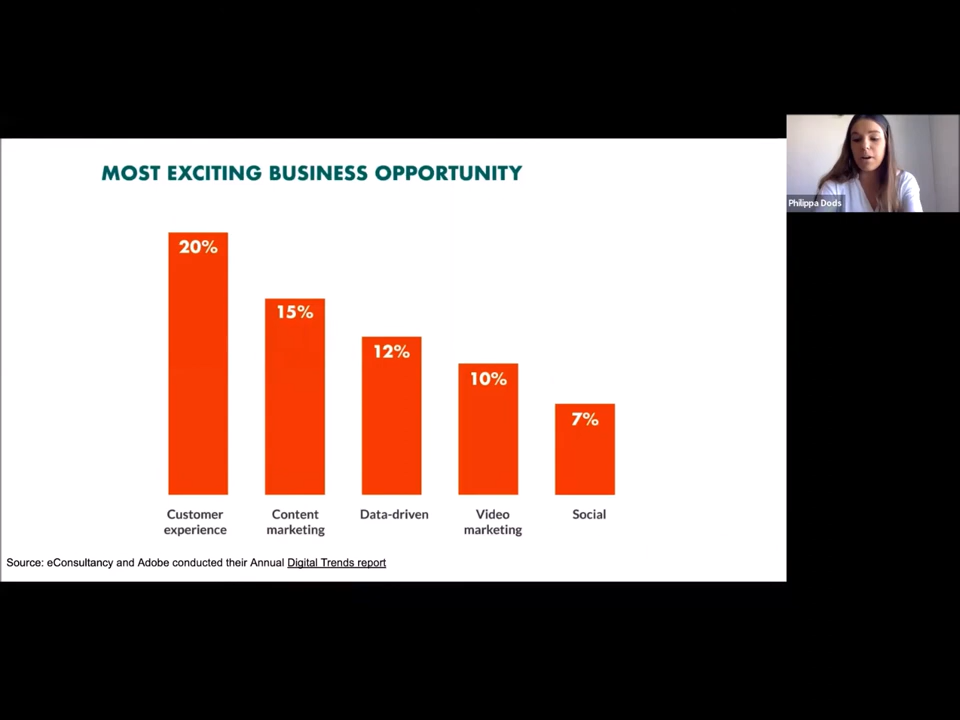 MOST EXCITING BUSINESS OPPORTUNITY
20%
15%
12%
10%
7%
Customer
experience
Content
marketing
Data-driven
Video
marketing
Social
Source: eConsultancy and Adobe conducted their Annual Digital Trends report
Philippa Dods